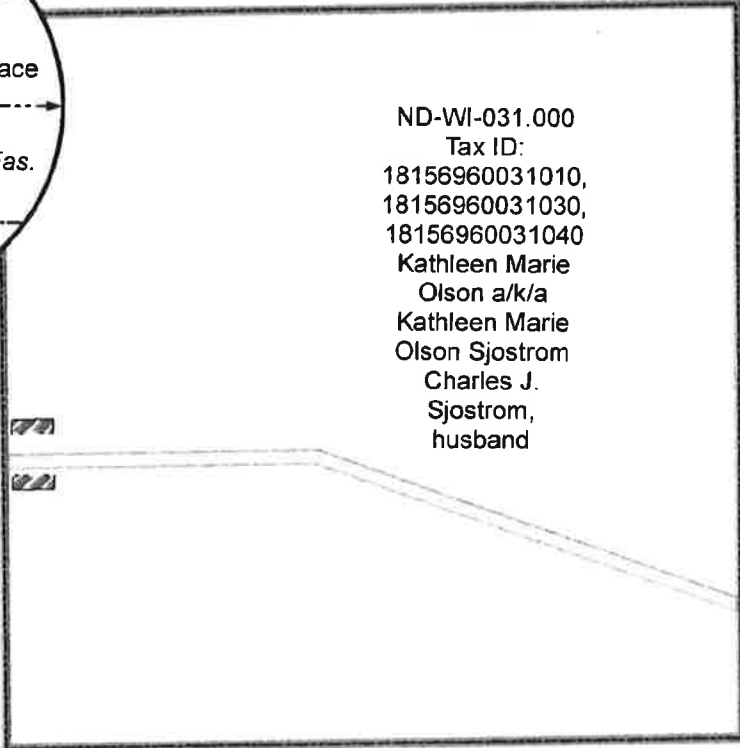 ace
Eas.
ND-WI-031.000
Tax ID:
18156960031010,
18156960031030,
18156960031040
Kathleen Marie
Olson a/k/a
Kathleen Marie
Olson Sjostrom
Charles J.
Sjostrom,
husband